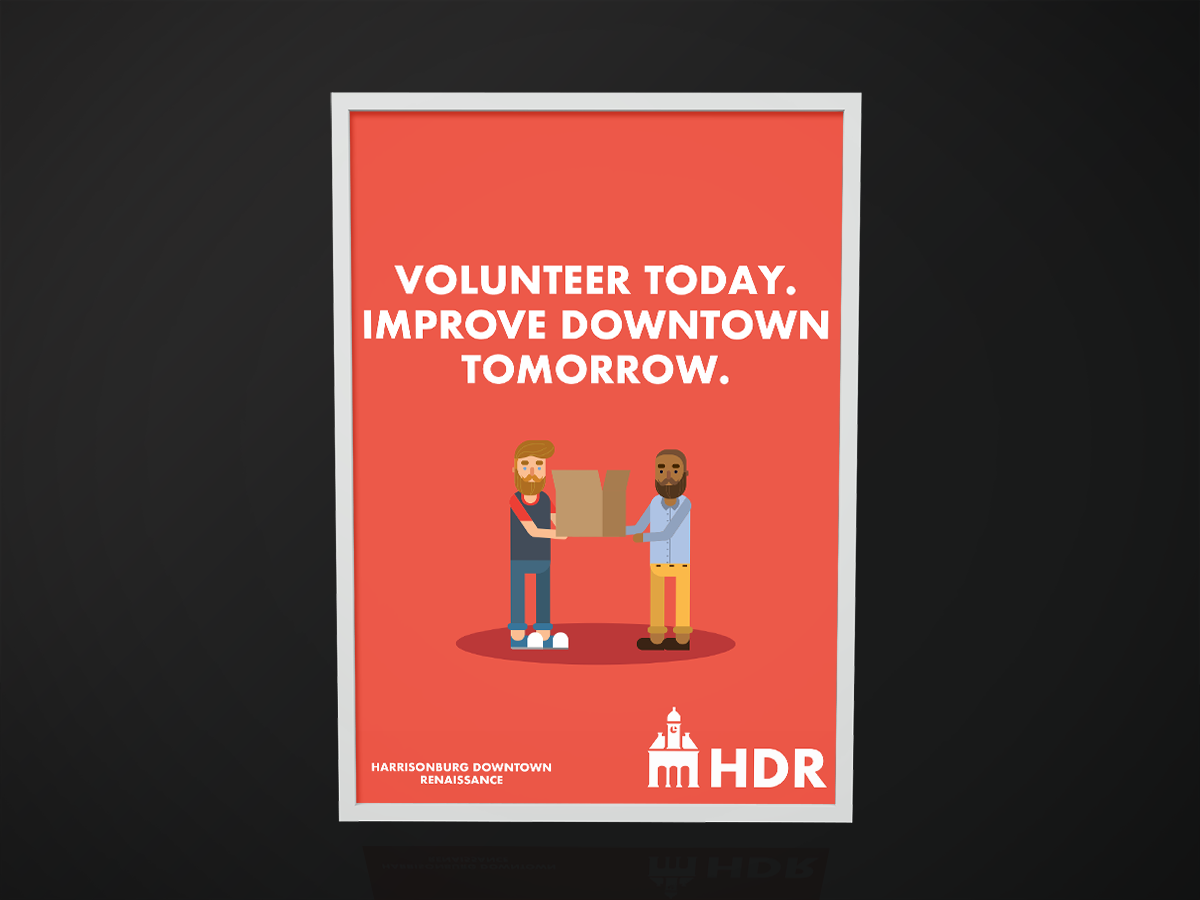 VOLUNTEER TODAY.
IMPROVE DOWNTOWN
TOMORROW.
HARRISONBURG DOWNTOWN
RENAISSANCE
HDR